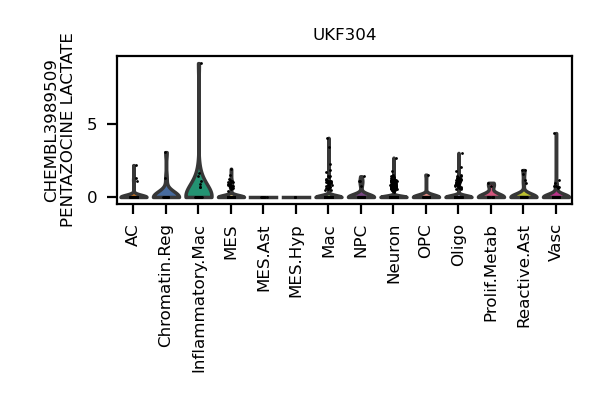 UKF304
CHEMBL3989509
PENTAZOCINE LACTATE
5
0
AC
Chromatin.Reg
Inflammatory.Mac
MES
MES.Ast
MES.Hyp
Mac
NPC
Neuron
OPC
Oligo
Prolif.Metab
Reactive.Ast
Vasc